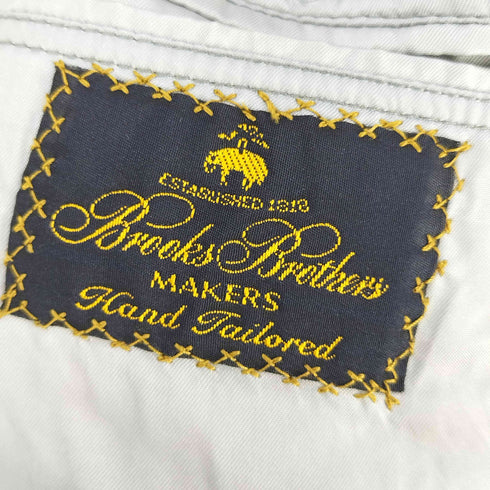 ESTABLISHED 1818
Brooks Brothers
MAKERS
Hand Tailored